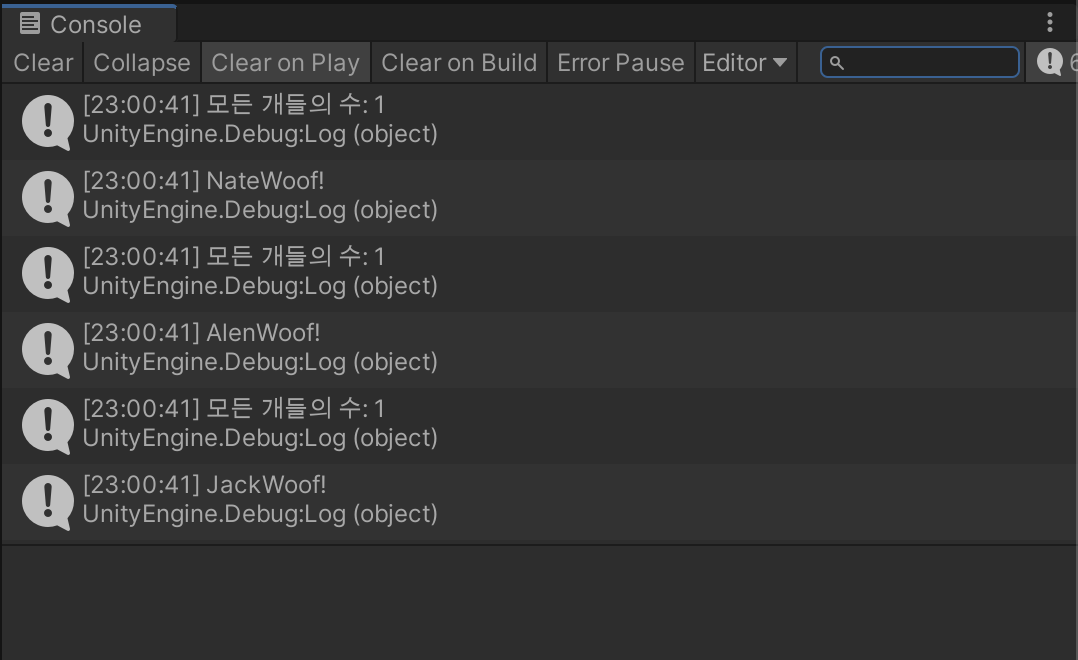 Console
Clear Collapse Clear on Play Clear on Build Error Pause Editor 6
[23:00:41] 모든 개들의 수: 1
UnityEngine.Debug:Log (object)
[23:00:41] NateWoof!
UnityEngine.Debug:Log (object)
[23:00:41] 모든 개들의 수: 1
UnityEngine.Debug:Log (object)
[23:00:41] AlenWoof!
UnityEngine.Debug:Log (object)
[23:00:41] 모든 개들의 수: 1
UnityEngine.Debug:Log (object)
[23:00:41] JackWoof!
UnityEngine.Debug:Log (object)